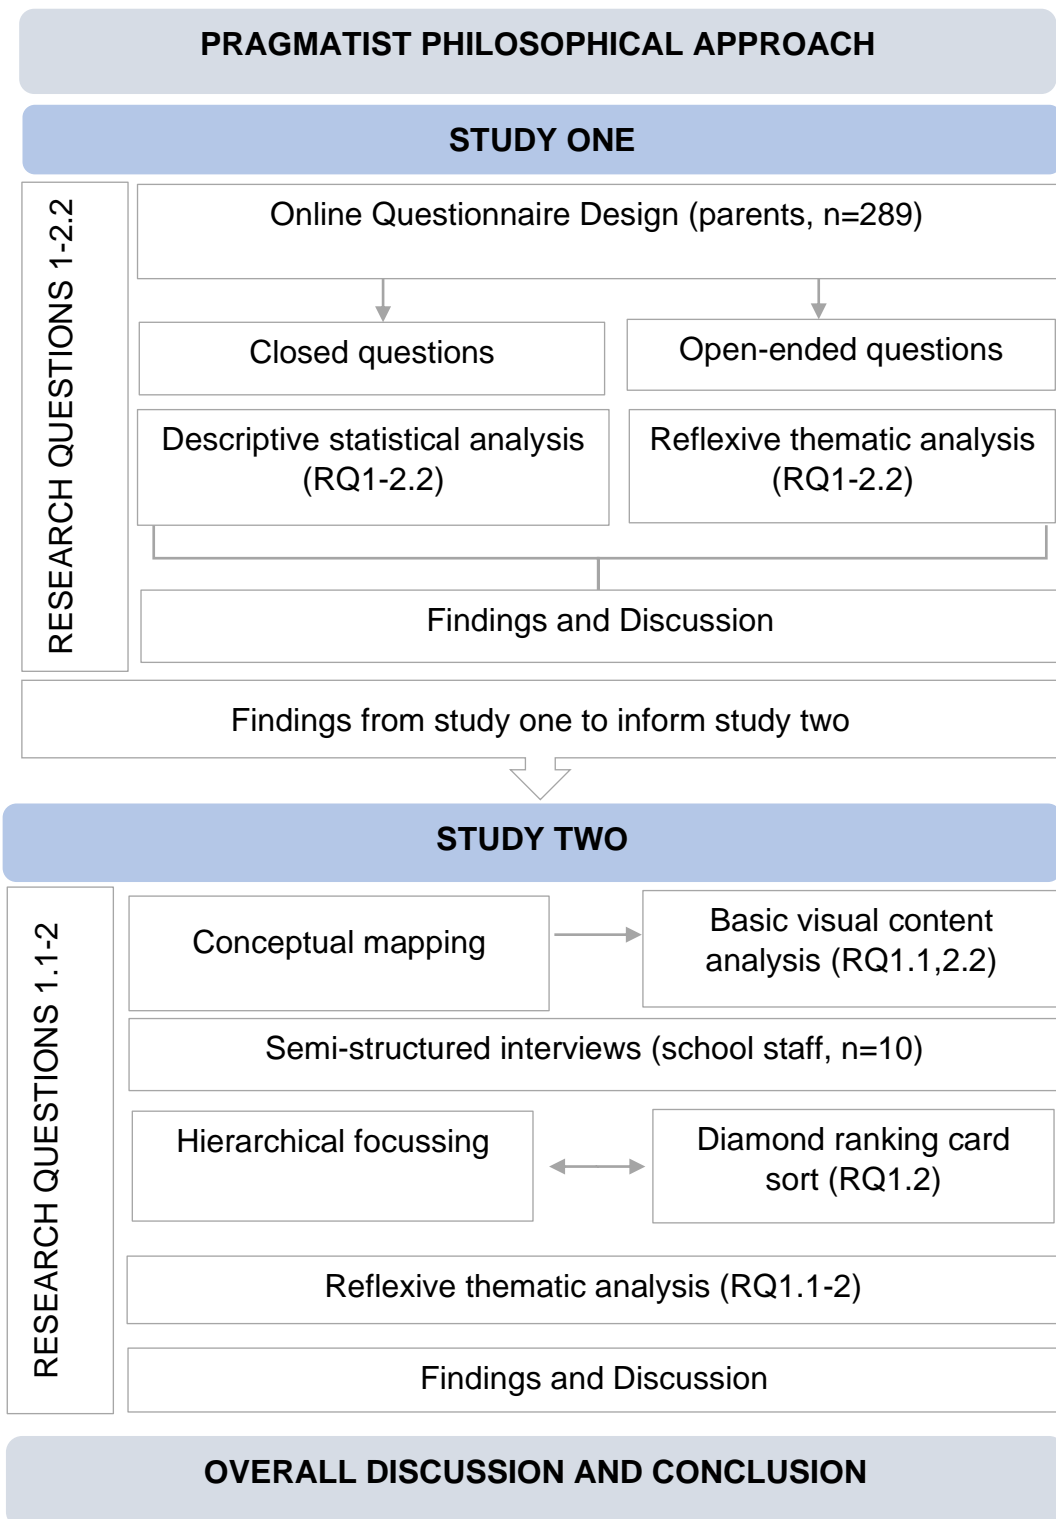 PRAGMATIST PHILOSOPHICAL APPROACH
STUDY ONE
RESEARCH QUESTIONS 1-2.2
Online Questionnaire Design (parents, n=289)
Closed questions
Open-ended questions
Descriptive statistical analysis
(RQ1-2.2)
Reflexive thematic analysis
(RQ1-2.2)
Findings and Discussion
Findings from study one to inform study two
STUDY TWO
RESEARCH QUESTIONS 1.1-2
Conceptual mapping
Basic visual content
analysis (RQ1.1,2.2)
Semi-structured interviews (school staff, n=10)
Hierarchical focussing
Diamond ranking card
sort (RQ1.2)
Reflexive thematic analysis (RQ1.1-2)
Findings and Discussion
OVERALL DISCUSSION AND CONCLUSION